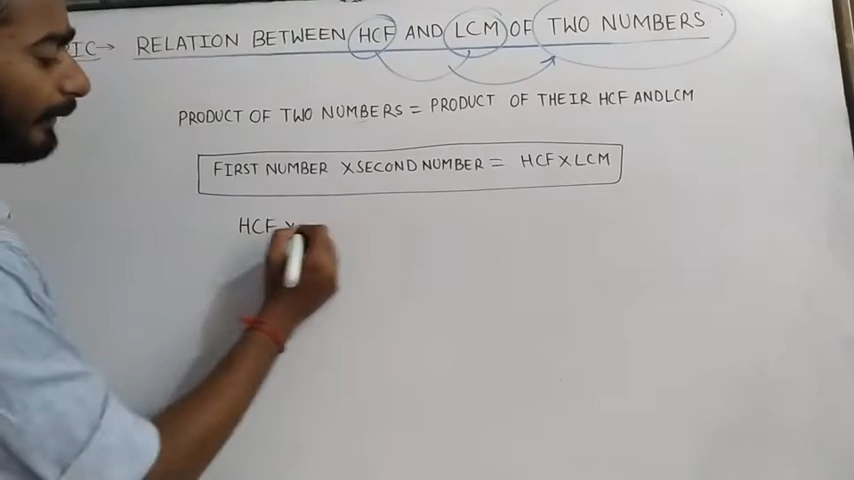 IC→ RELATION BETWEEN HCF AND LCM OF TWO NUMBERS
PRODUCT OF TWO NUMBERS = PRODUCT OF THEIR HCF AND LCM
FIRST NUMBER X SECOND NUMBER = HCF X LCM
HCF X